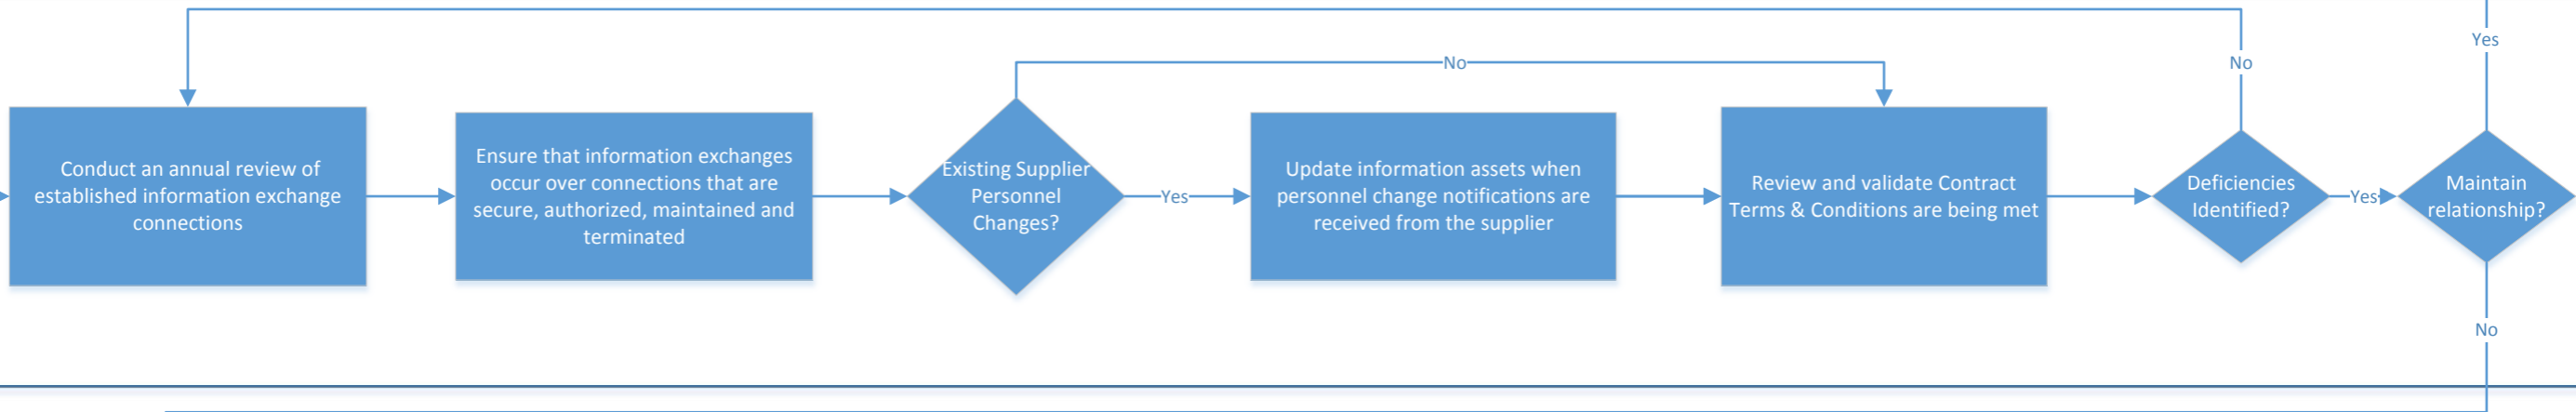 Conduct an annual review of
established information exchange
connections
Ensure that information exchanges
occur over connections that are
secure, authorized, maintained and
terminated
Existing Supplier
Personnel
Changes?
Yes
No
Update information assets when
personnel change notifications are
received from the supplier
Review and validate Contract
Terms & Conditions are being met
Deficiencies
Identified?
No
Yes
Maintain
relationship?
Yes
No